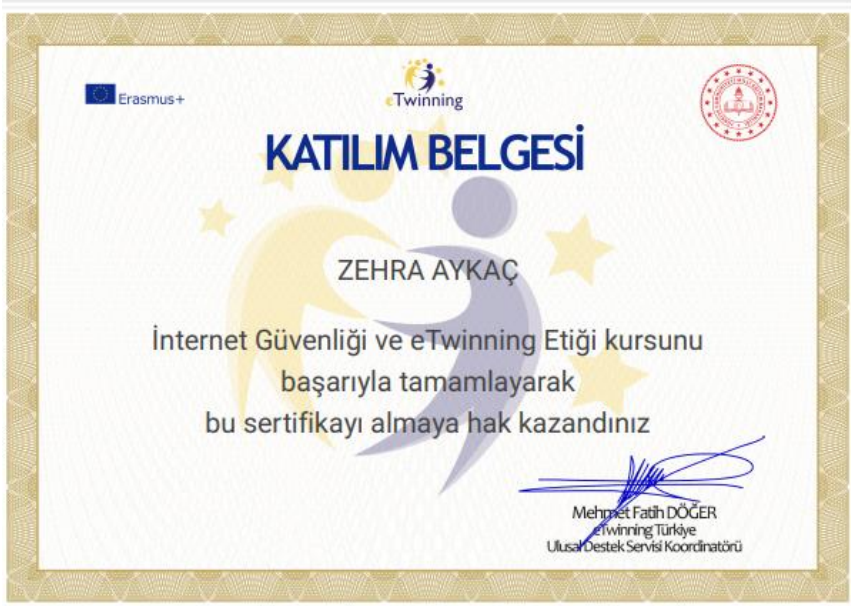 Erasmus+
eTwinning
KATILIM BELGESİ
ZEHRA AYKAÇ
İnternet Güvenliği ve eTwinning Etiği kursunu
başarıyla tamamlayarak
bu sertifikayı almaya hak kazandınız
Mehmet Fatih DÖĞER
eTwinning Türkiye
Ulusal Destek Servisi Koordinatörü